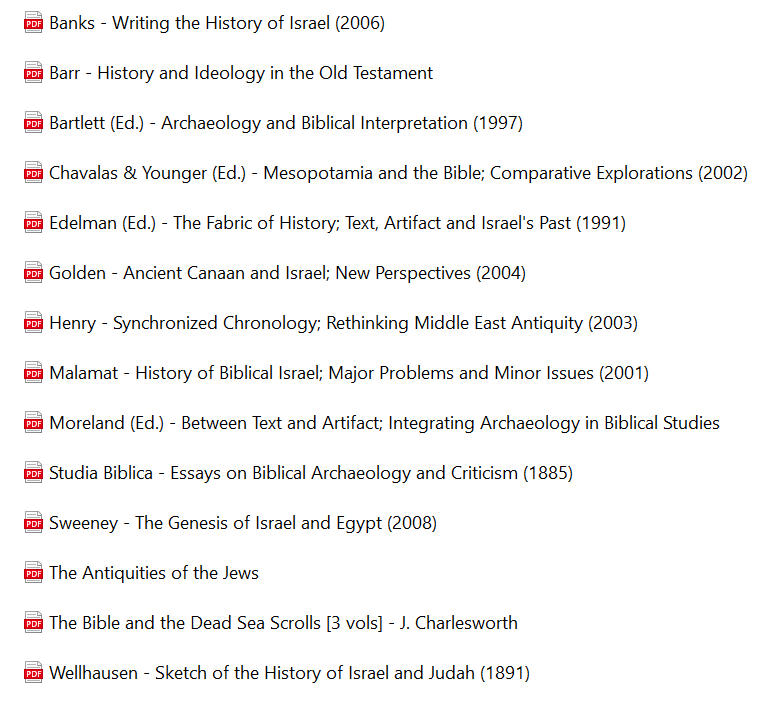 PDF Banks - Writing the History of Israel (2006)
PDF Barr - History and Ideology in the Old Testament
PDF Bartlett (Ed.) - Archaeology and Biblical Interpretation (1997)
PDF Chavalas & Younger (Ed.) - Mesopotamia and the Bible; Comparative Explorations (2002)
PDF Edelman (Ed.) - The Fabric of History; Text, Artifact and Israel's Past (1991)
PDF Golden - Ancient Canaan and Israel; New Perspectives (2004)
PDF Henry - Synchronized Chronology; Rethinking Middle East Antiquity (2003)
PDF Malamat - History of Biblical Israel; Major Problems and Minor Issues (2001)
PDF Moreland (Ed.) - Between Text and Artifact; Integrating Archaeology in Biblical Studies
PDF Studia Biblica - Essays on Biblical Archaeology and Criticism (1885)
PDF Sweeney - The Genesis of Israel and Egypt (2008)
PDF The Antiquities of the Jews
PDF The Bible and the Dead Sea Scrolls [3 vols] - J. Charlesworth
PDF Wellhausen - Sketch of the History of Israel and Judah (1891)